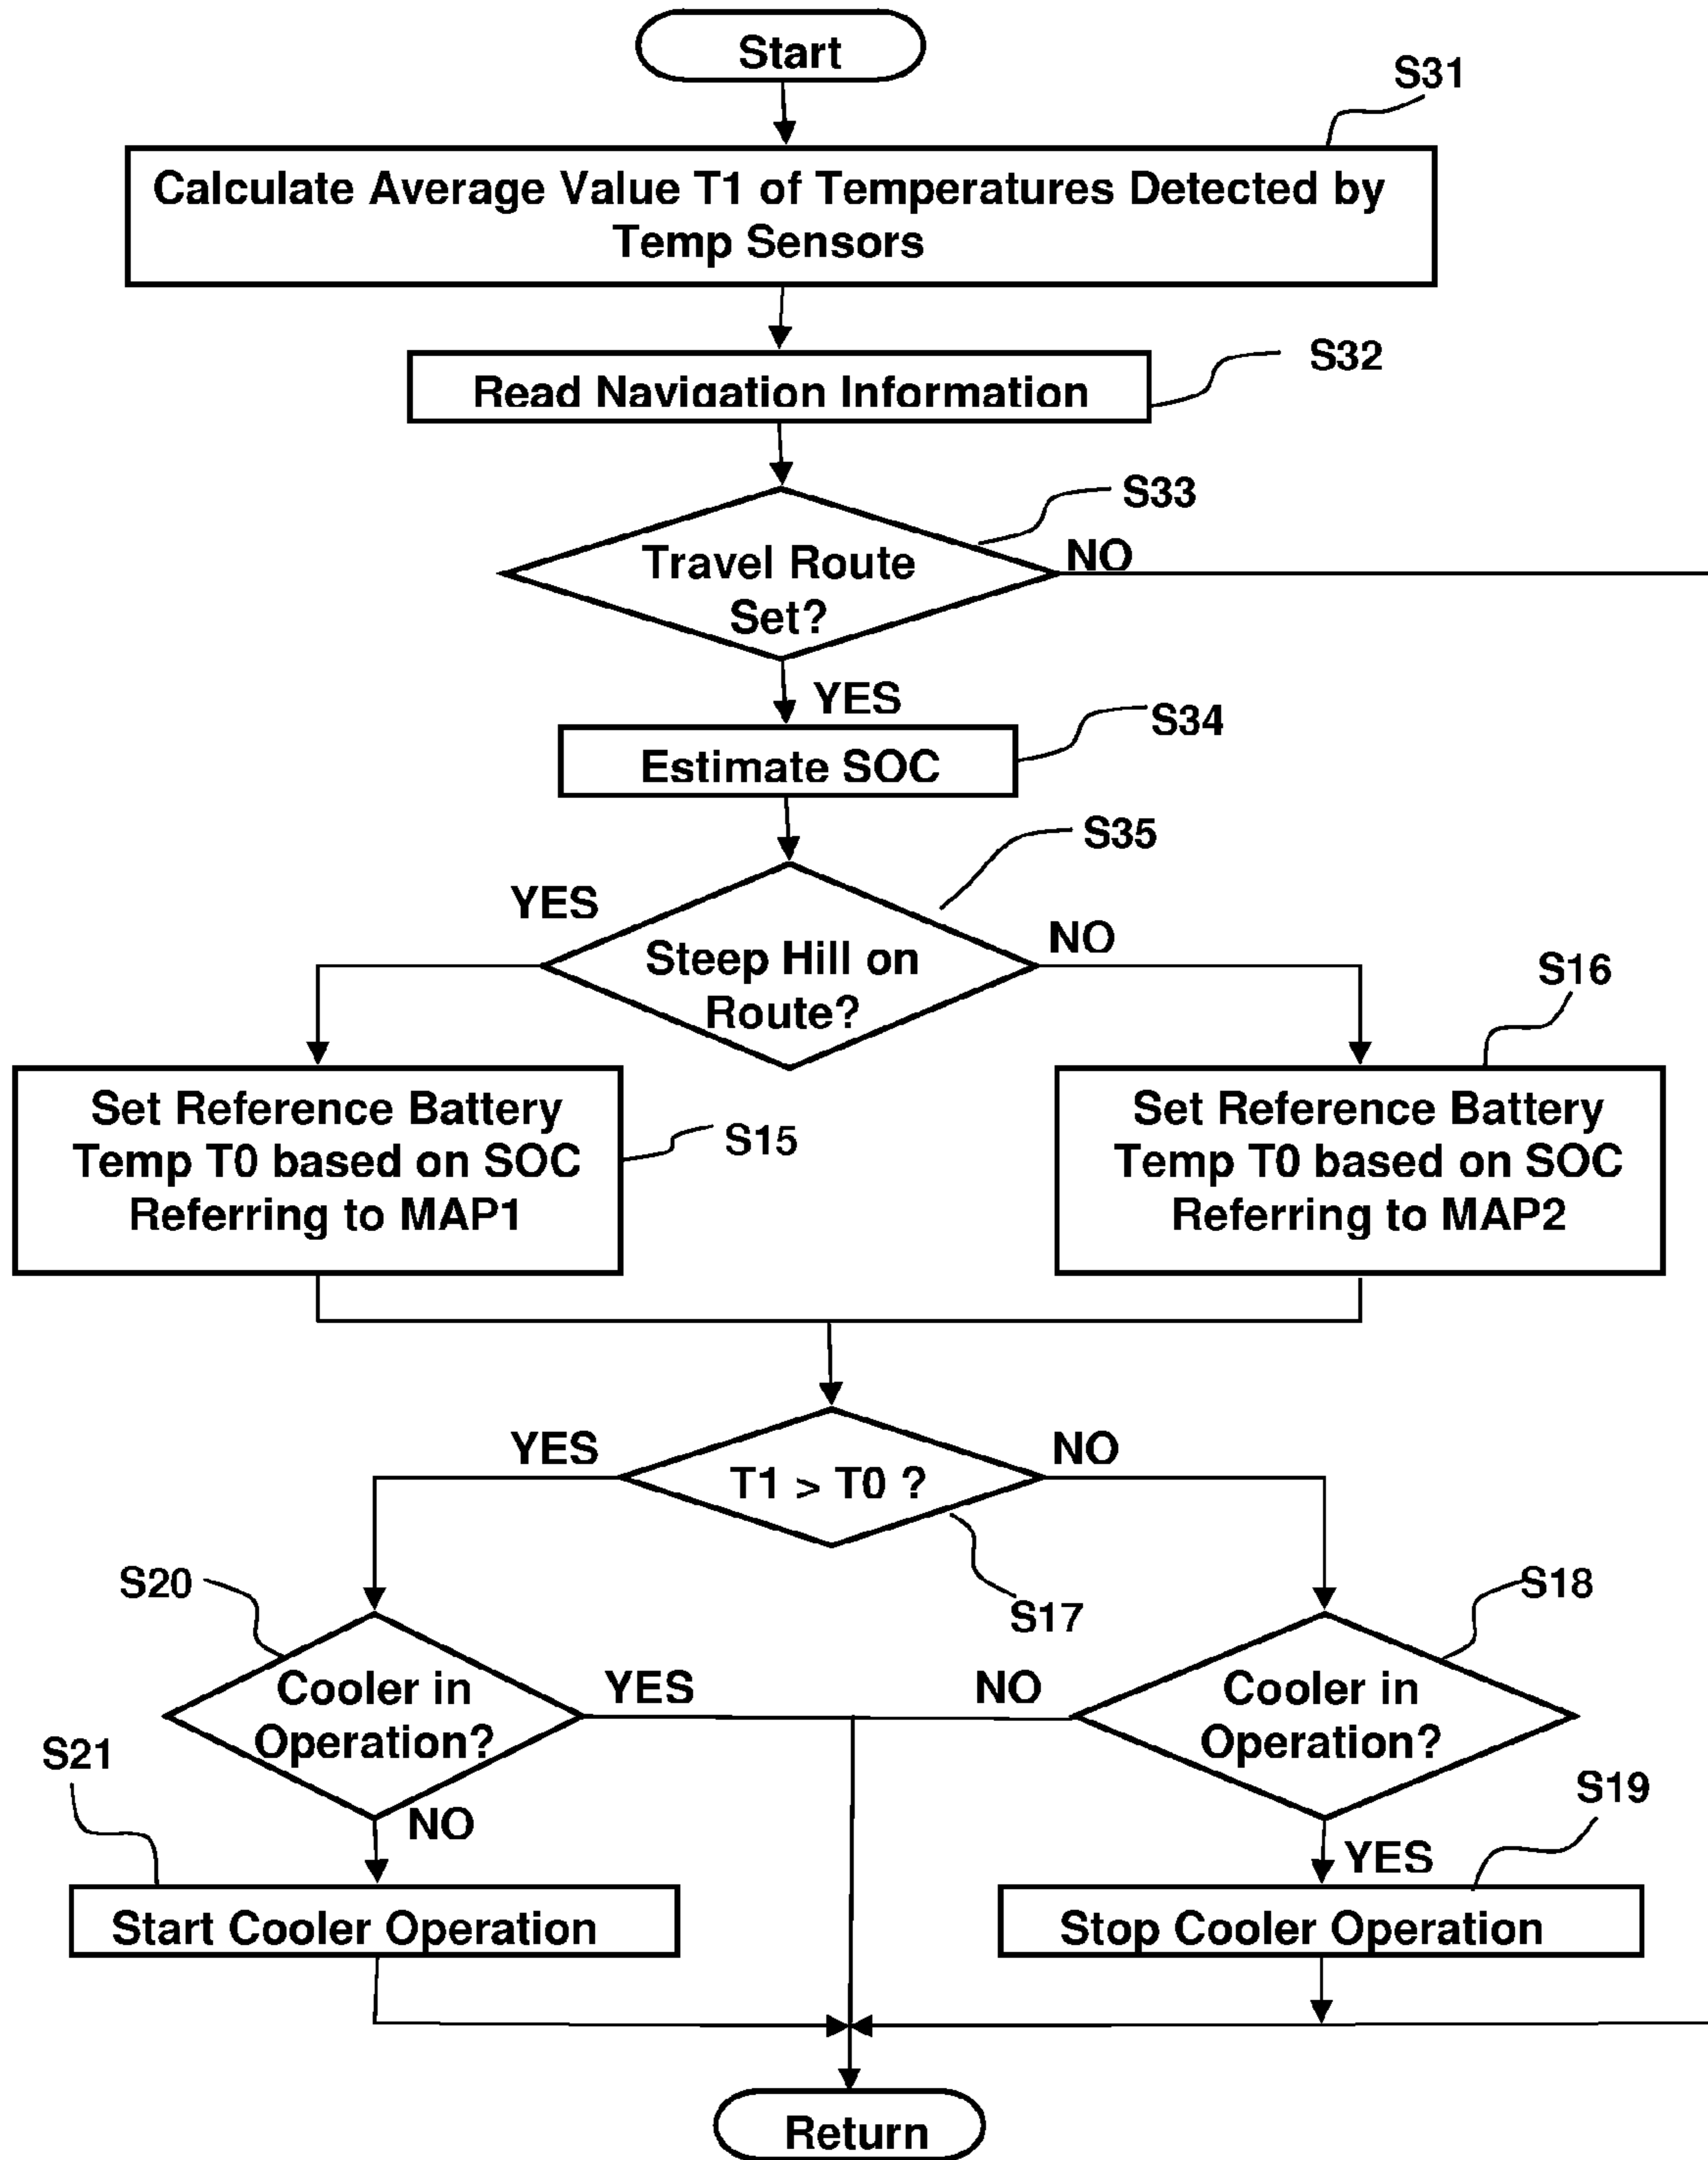 Start
S31
Calculate Average Value T1 of Temperatures Detected by
Temp Sensors
S32
Read Navigation Information
S33
Travel Route
Set?
NO
YES
S34
Estimate SOC
S35
YES
Steep Hill on
Route?
NO
S16
Set Reference Battery
Temp T0 based on SOC
Referring to MAP1
S15
Set Reference Battery
Temp T0 based on SOC
Referring to MAP2
YES
T1 > T0 ?
NO
S17
S20
S18
Cooler in
Operation?
YES
NO
Cooler in
Operation?
S21
NO
S19
YES
Start Cooler Operation
Stop Cooler Operation
Return